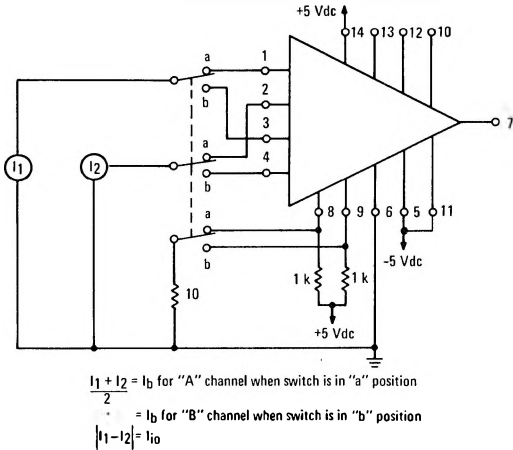 +5 Vdc
14 13 12 10
a 1
b 2
3
a
b 4
7
I1 I2
a
b
8 9 6 5 11
-5 Vdc
1 k 1 k
10
+5 Vdc
I1 + I2 = Ib for "A" channel when switch is in "a" position
2
= Ib for "B" channel when switch is in "b" position
|I1-I2| = Iio